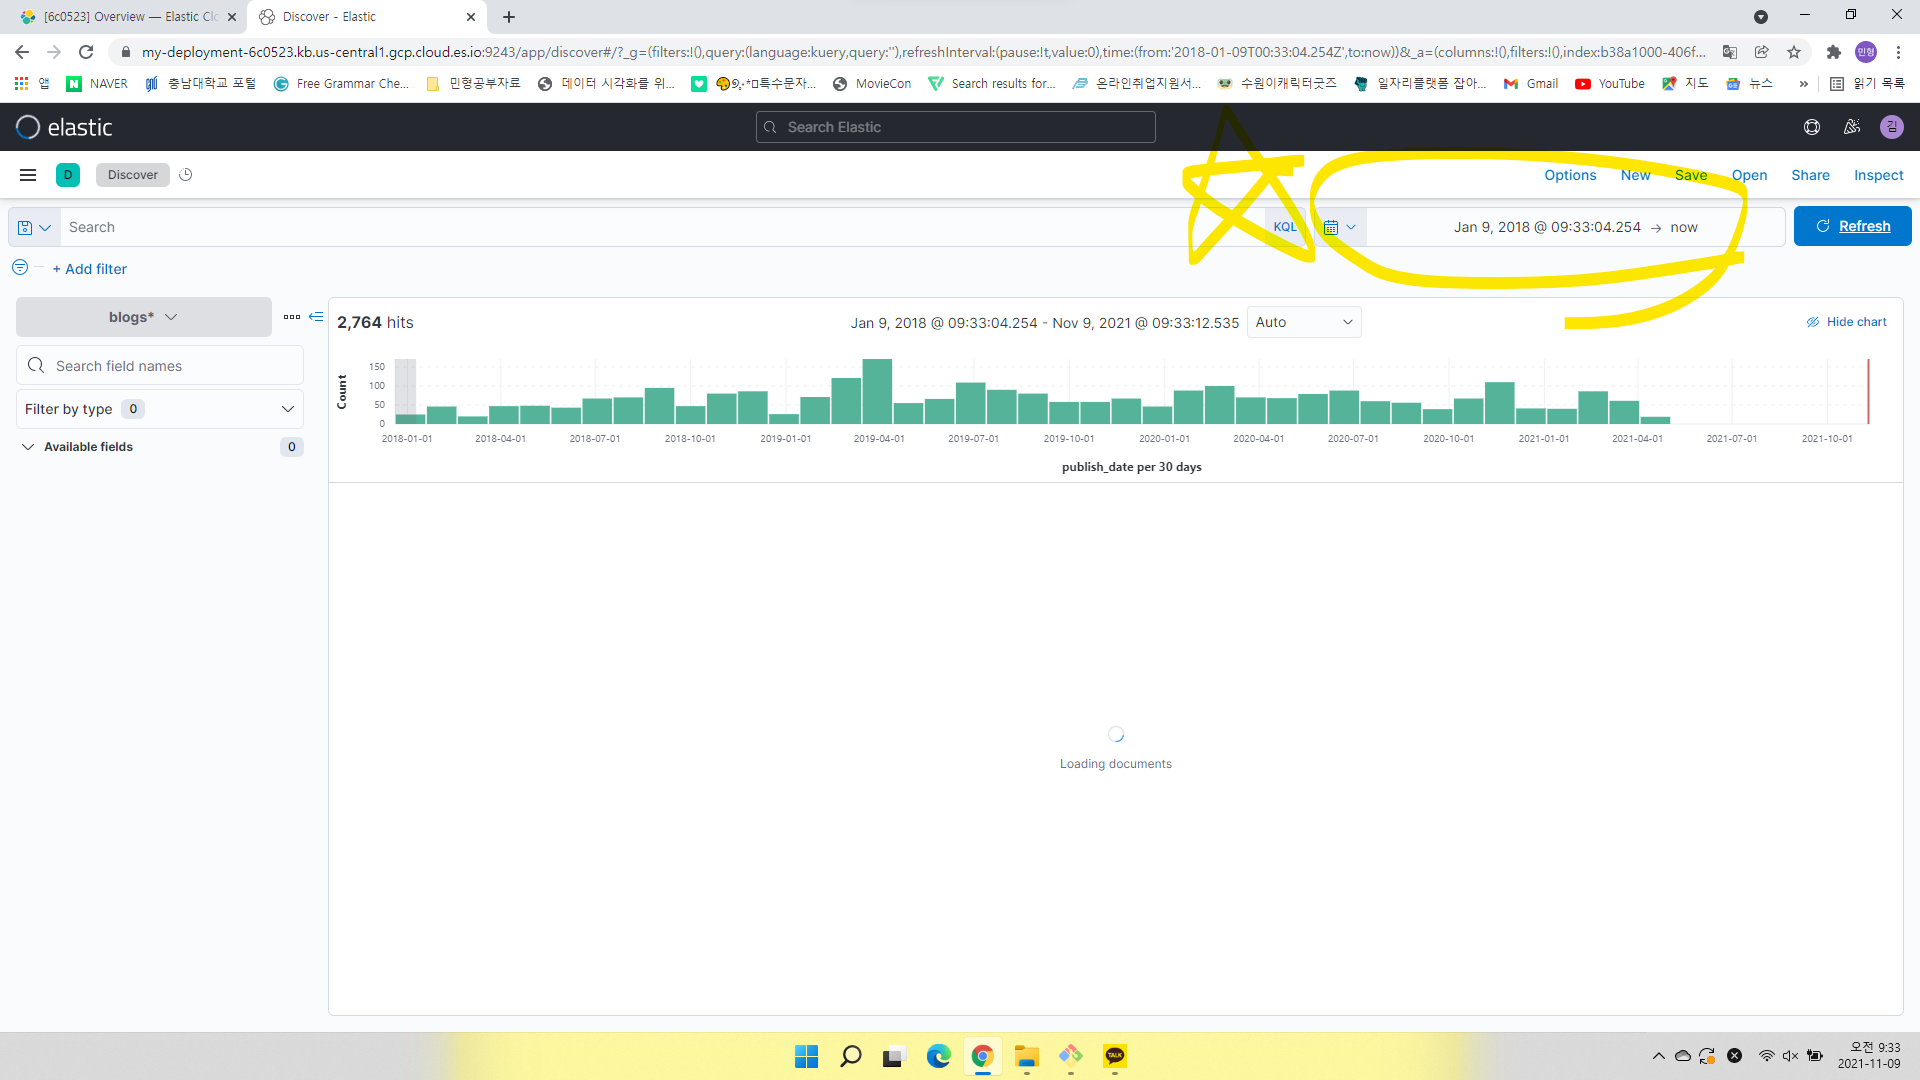 [6c0523] Overview — Elastic Clo
Discover - Elastic
my-deployment-6c0523.kb.us-central1.gcp.cloud.es.io:9243/app/discover#/?_g=(filters:!(),query:(language:kuery,query:''),refreshInterval:(pause:!t,value:0),time:(from:'2018-01-09T00:33:04.254Z',to:now))&_a=(columns:!(),filters:!(),index:b38a1000-406f...
민형
앱
NAVER
충남대학교 포털
Free Grammar Che...
민형공부자료
데이터 시각화를 위...
특수문자...
MovieCon
Search results for...
온라인취업지원서...
수원이캐릭터굿즈
일자리플랫폼 잡아...
Gmail
YouTube
지도
뉴스
»
읽기 목록
elastic
Search Elastic
김
D
Discover
Options
New
Save
Open
Share
Inspect
Search
KQL
Jan 9, 2018 @ 09:33:04.254 → now
Refresh
+ Add filter
blogs*
2,764 hits
Jan 9, 2018 @ 09:33:04.254 - Nov 9, 2021 @ 09:33:12.535
Auto
Hide chart
Search field names
Filter by type 0
Available fields 0
Count
150
100
50
0
2018-01-01
2018-04-01
2018-07-01
2018-10-01
2019-01-01
2019-04-01
2019-07-01
2019-10-01
2020-01-01
2020-04-01
2020-07-01
2020-10-01
2021-01-01
2021-04-01
2021-07-01
2021-10-01
publish_date per 30 days
Loading documents
TALK
오전 9:33
2021-11-09